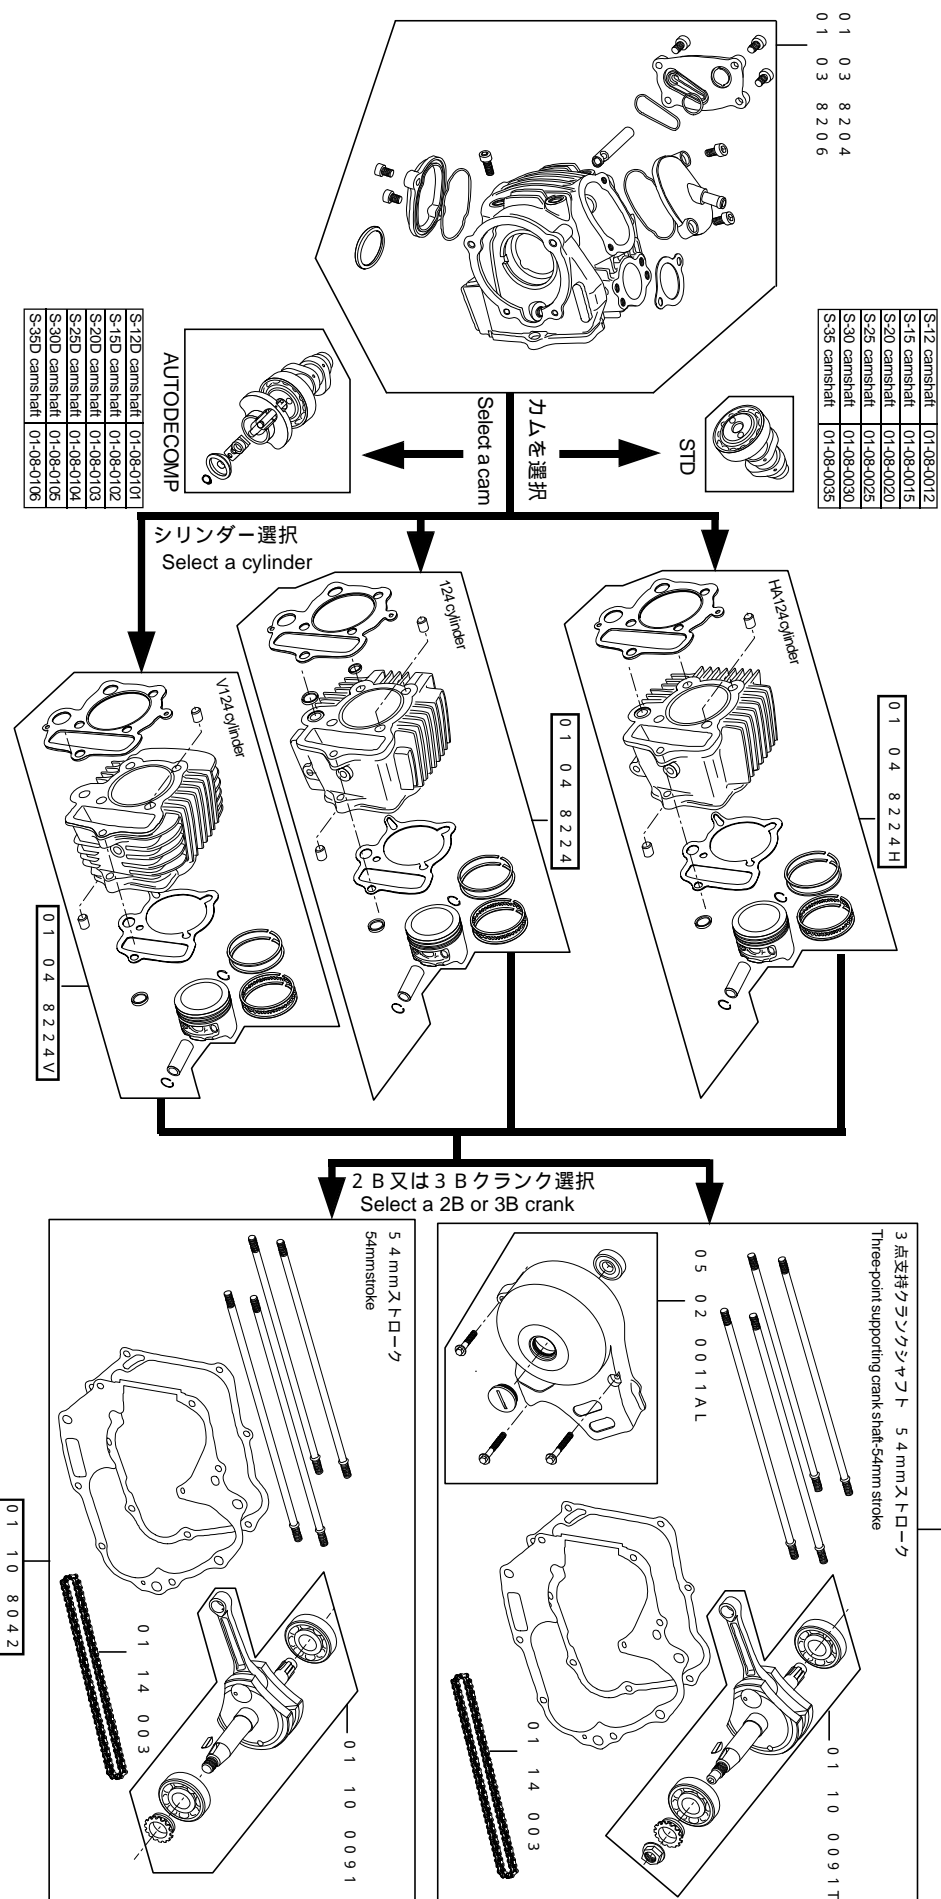 01 03 8204
01 03 8206
S-12 camshaft 01-08-0012
S-15 camshaft 01-08-0015
S-20 camshaft 01-08-0020
S-25 camshaft 01-08-0025
S-30 camshaft 01-08-0030
S-35 camshaft 01-08-0035
STD
カムを選択
Select a cam
AUTODECOMP
S-12D camshaft 01-08-0101
S-15D camshaft 01-08-0102
S-20D camshaft 01-08-0103
S-25D camshaft 01-08-0104
S-30D camshaft 01-08-0105
S-35D camshaft 01-08-0106
シリンダー選択
Select a cylinder
HA124 cylinder
01 04 8224H
124 cylinder
01 04 8224
V124 cylinder
01 04 8224V
2B又は3Bクランク選択
Select a 2B or 3B crank
3点支持クランクシャフト 54mmストローク
Three-point supporting crank shaft-54mm stroke
05 02 0011AL
01 14 003
01 10 0091T
54mmストローク
54mmstroke
01 14 003
01 10 0091
01 10 8042